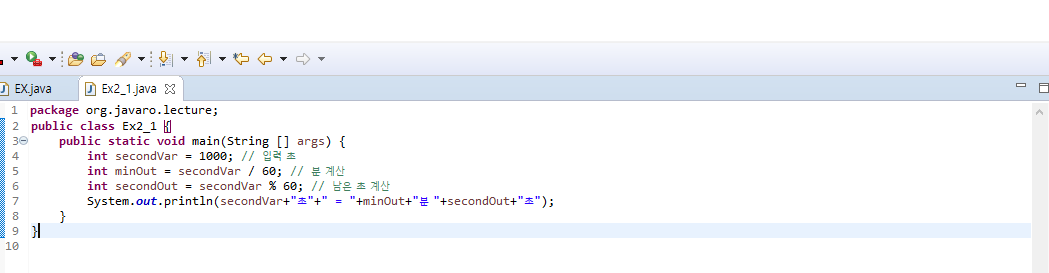 EX.java
Ex2_1.java
1 package org.javaro.lecture;
2 public class Ex2_1 {
3 public static void main(String [] args) {
4 int secondVar = 1000; // 입력 초
5 int minOut = secondVar / 60; // 분 계산
6 int secondOut = secondVar % 60; // 남은 초 계산
7 System.out.println(secondVar+"초"+" = "+minOut+"분 "+secondOut+"초");
8 }
9 }
10